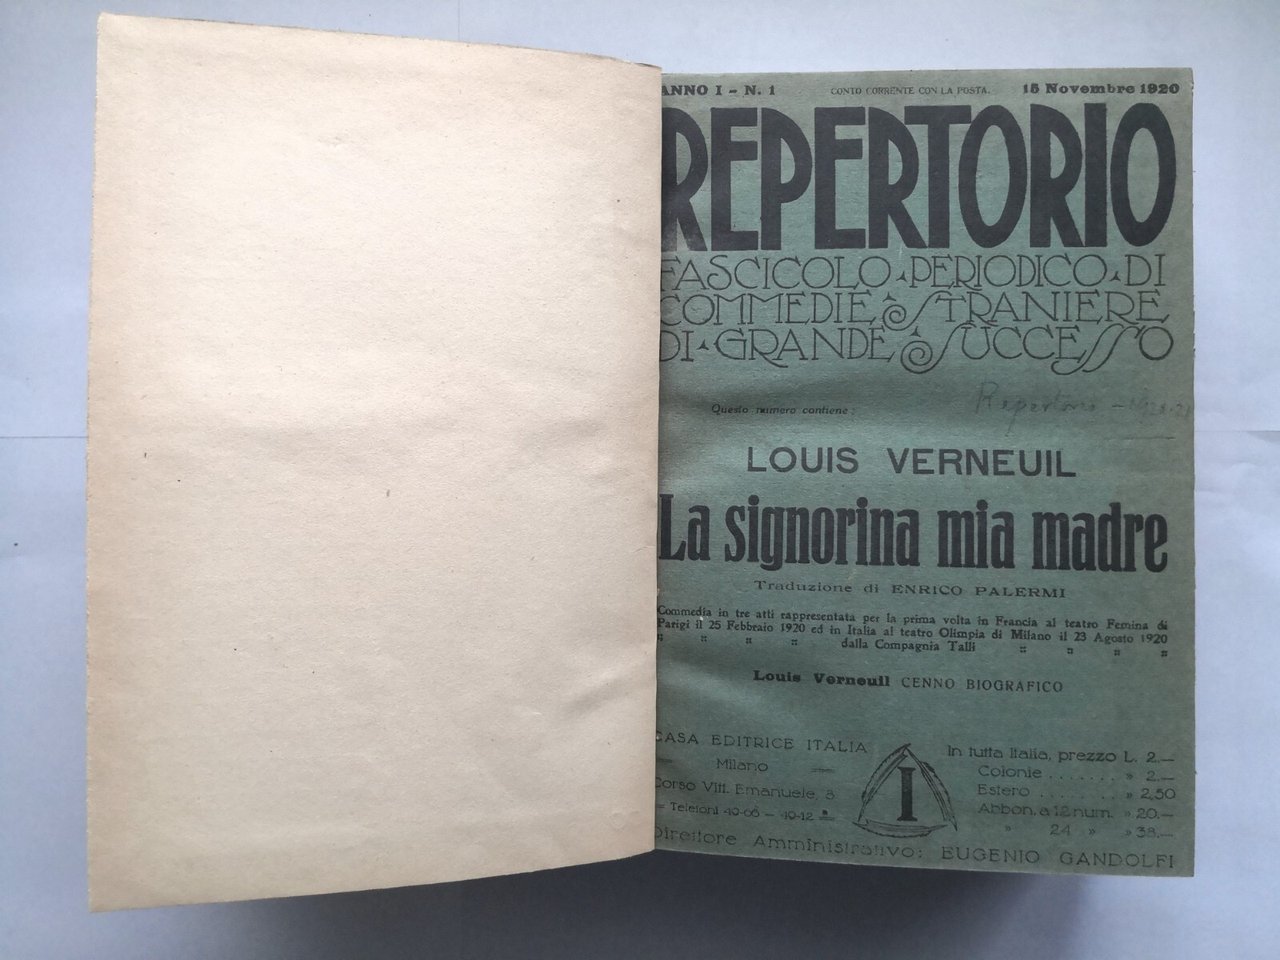 ANNO I - N. 1 CONTO CORRENTE CON LA POSTA. 15 Novembre 1920
REPERTORIO
FASCICOLO PERIODICO DI
COMMEDIE STRANIERE
DI GRANDE SUCCESSO
Repertorio
Questo numero contiene:
LOUIS VERNEUIL
La signorina mia madre
Traduzione di ENRICO PALERMI
Commedia in tre atti rappresentata per la prima volta in Francia al teatro Femina di
Parigi il 25 Febbraio 1920 ed in Italia al teatro Olimpia di Milano il 23 Agosto 1920
dalla Compagnia Talli
Louis Verneuil CENNO BIOGRAFICO
CASA EDITRICE ITALIA
Milano
Corso Vitt. Emanuele, 8
Telefoni 40-06 - 40-12
I
In tutta Italia, prezzo L. 2.—
Colonie . . . . . . . » 2.—
Estero . . . . . . . . » 2,50
Abbon. a 12 num. » 20.—
» 24 » » 38.—
Direttore Amministrativo: EUGENIO GANDOLFI